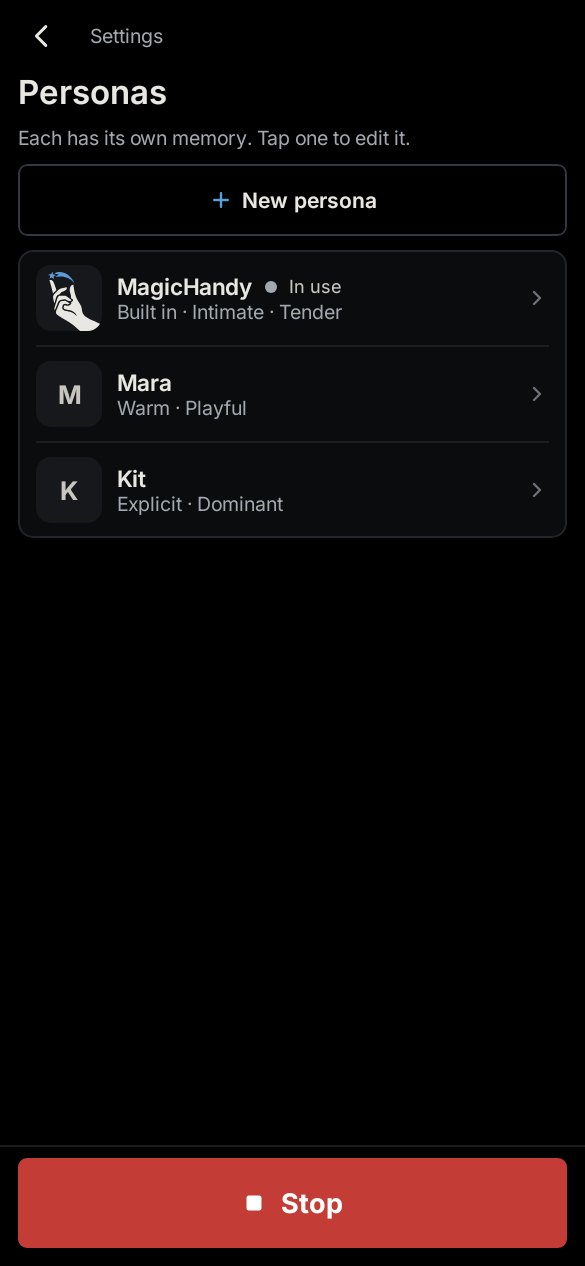 Settings
Personas
Each has its own memory. Tap one to edit it.
New persona
MagicHandy In use
Built in · Intimate · Tender
M
Mara
Warm · Playful
K
Kit
Explicit · Dominant
Stop